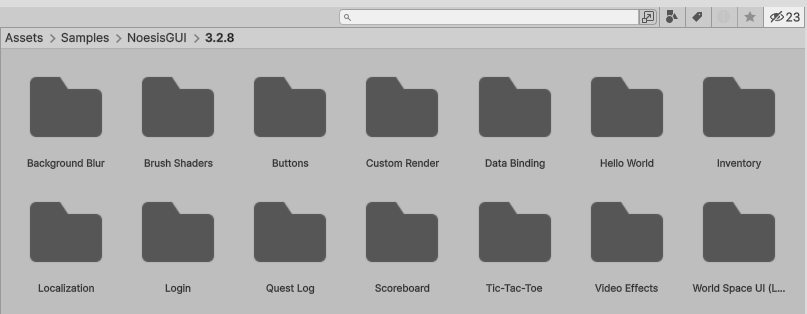 23
Assets > Samples > NoesisGUI > 3.2.8
Background Blur Brush Shaders Buttons Custom Render Data Binding Hello World Inventory
Localization Login Quest Log Scoreboard Tic-Tac-Toe Video Effects World Space UI (L...